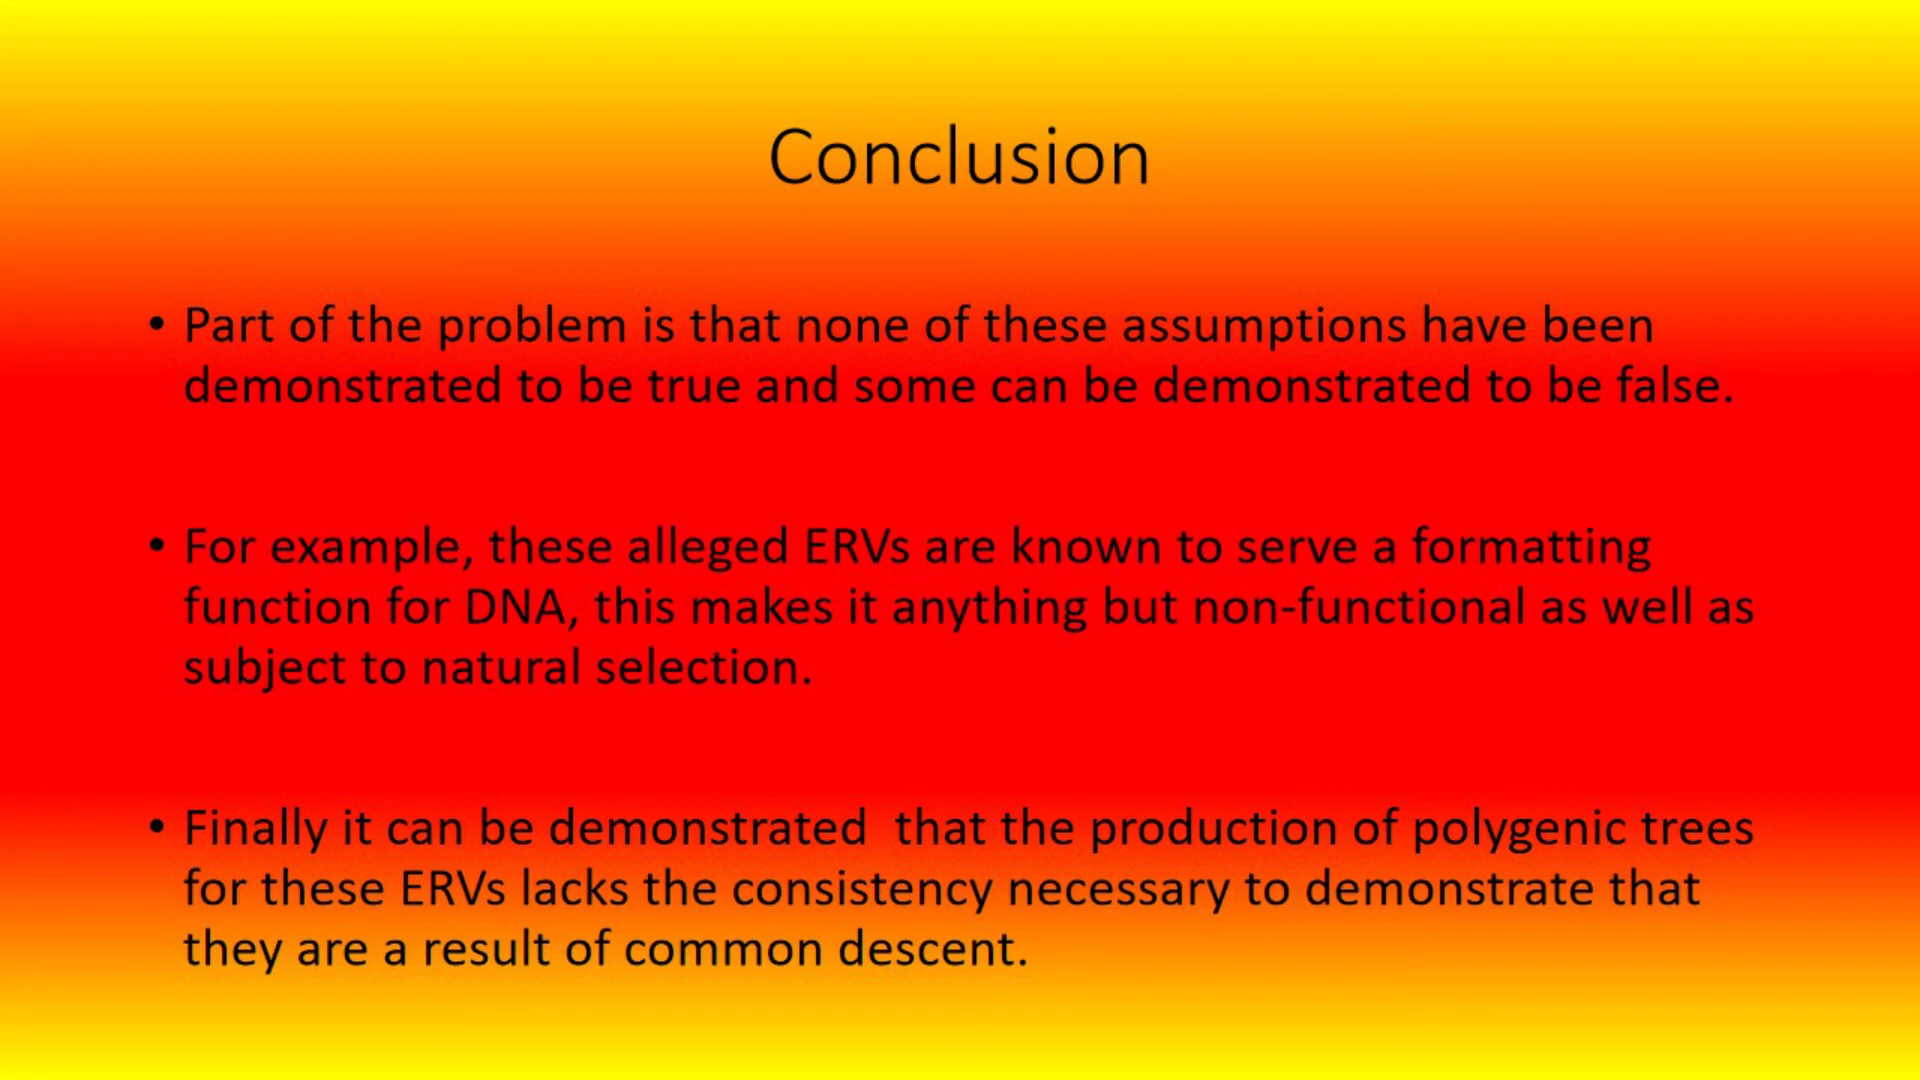 Conclusion
• Part of the problem is that none of these assumptions have been
demonstrated to be true and some can be demonstrated to be false.
• For example, these alleged ERVs are known to serve a formatting
function for DNA, this makes it anything but non-functional as well as
subject to natural selection.
• Finally it can be demonstrated  that the production of polygenic trees
for these ERVs lacks the consistency necessary to demonstrate that
they are a result of common descent.